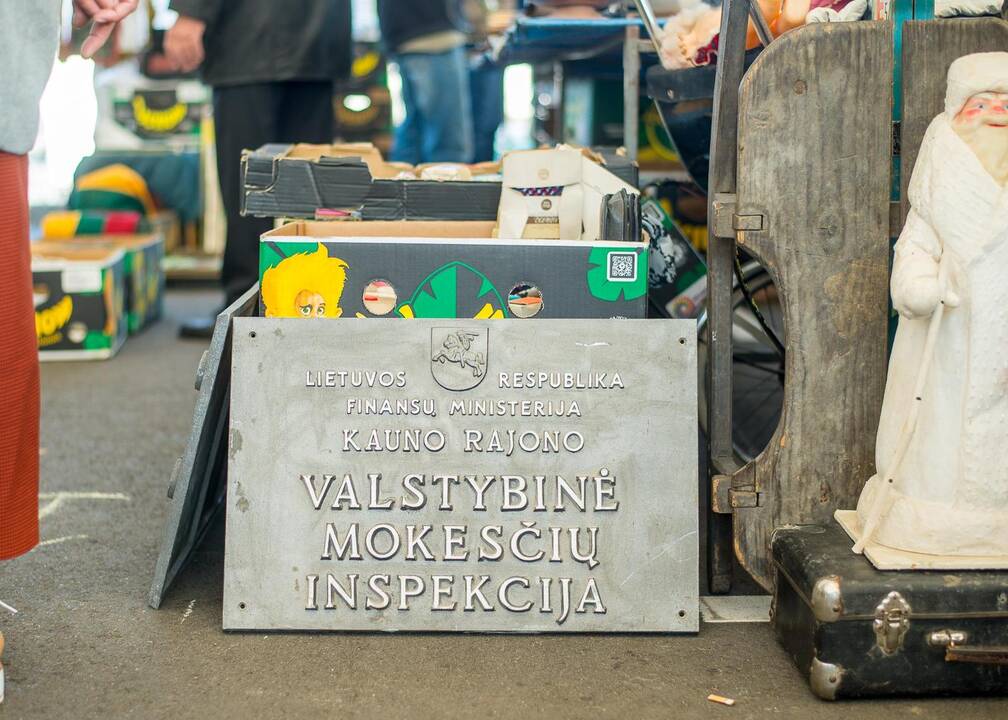 LIETUVOS RESPUBLIKA
FINANSŲ MINISTERIJA
KAUNO RAJONO
VALSTYBINĖ
MOKESČIŲ
INSPEKCIJA